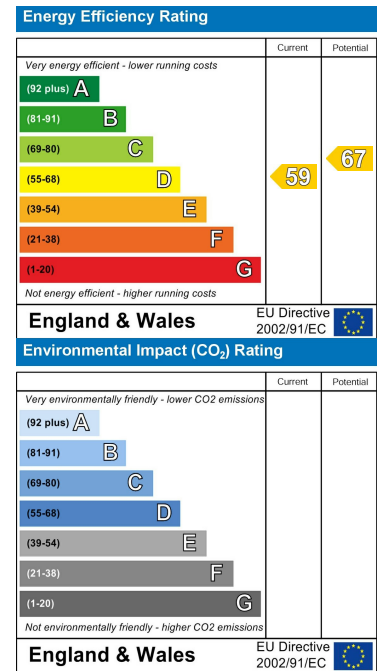 Energy Efficiency Rating
Current Potential
Very energy efficient - lower running costs
(92 plus) A
(81-91) B
(69-80) C
(55-68) D
(39-54) E
(21-38) F
(1-20) G
59
67
Not energy efficient - higher running costs
England & Wales
EU Directive
2002/91/EC
Environmental Impact (CO₂) Rating
Current Potential
Very environmentally friendly - lower CO2 emissions
(92 plus) A
(81-91) B
(69-80) C
(55-68) D
(39-54) E
(21-38) F
(1-20) G
Not environmentally friendly - higher CO2 emissions
England & Wales
EU Directive
2002/91/EC